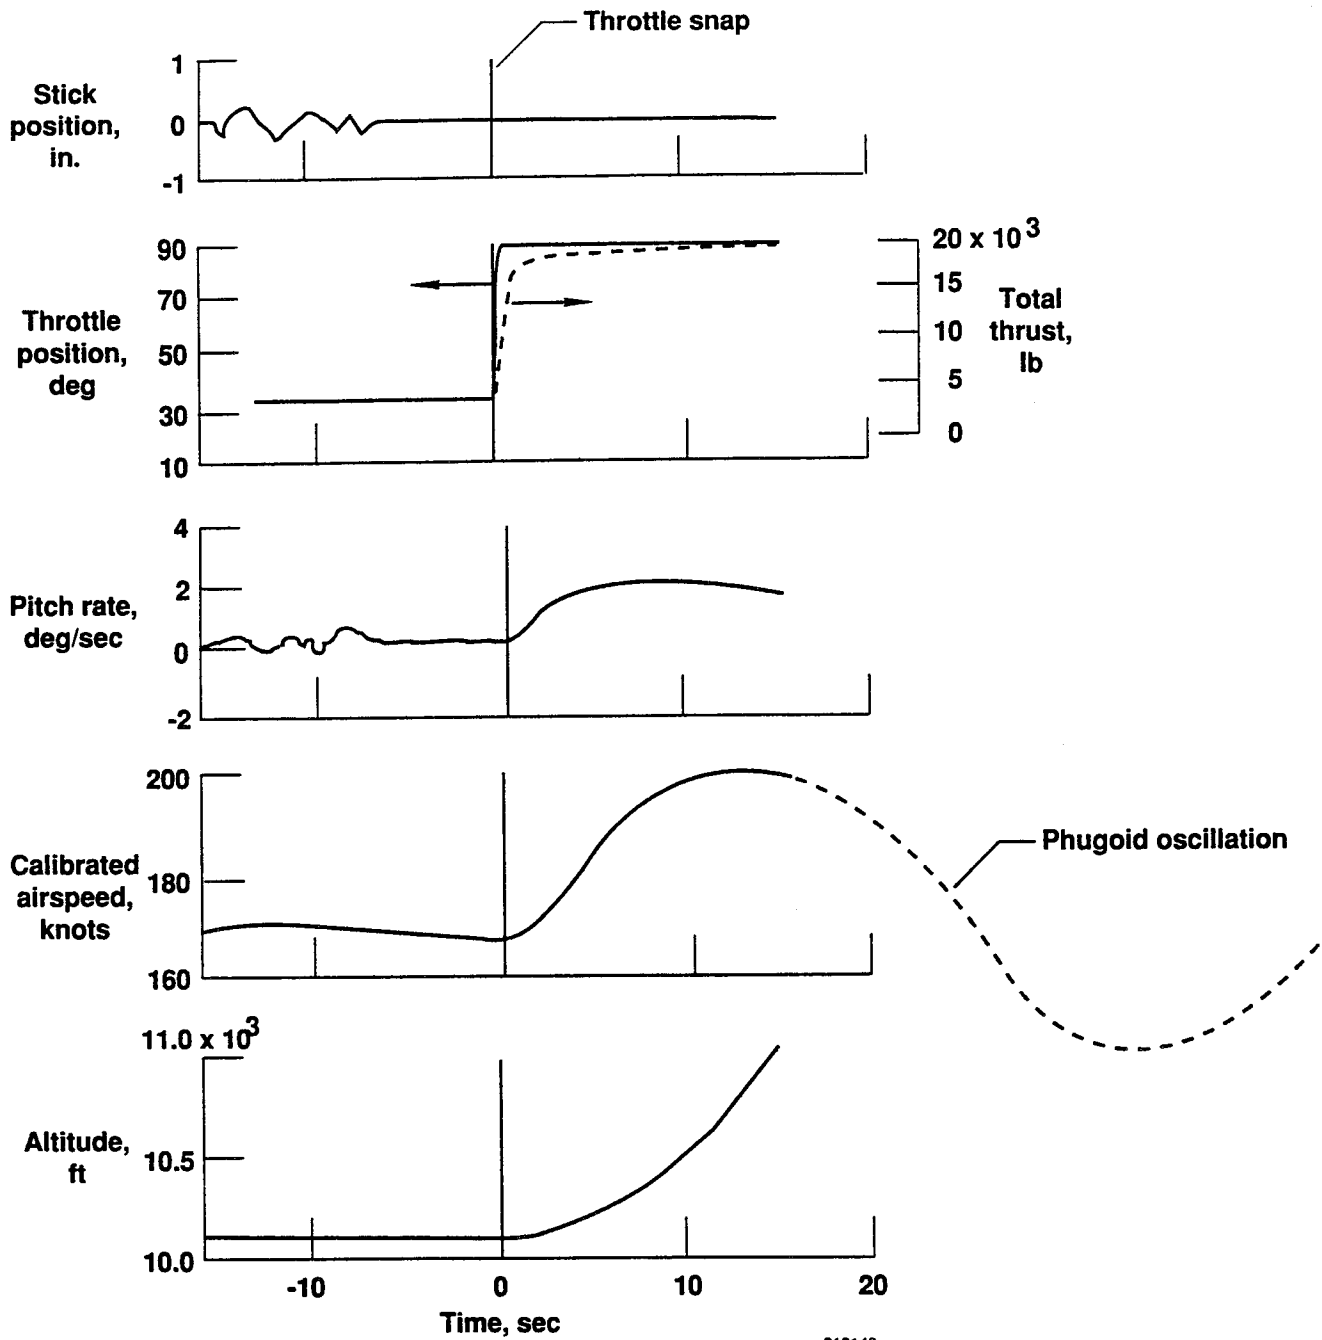 Throttle snap
1
Stick
position,
in.
0
-1
90
70
50
30
10
Throttle
position,
deg
20 x 103
15
10
5
0
Total
thrust,
lb
4
2
0
-2
Pitch rate,
deg/sec
200
180
160
Calibrated
airspeed,
knots
Phugoid oscillation
11.0 x 103
10.5
10.0
Altitude,
ft
-10
0
10
20
Time, sec